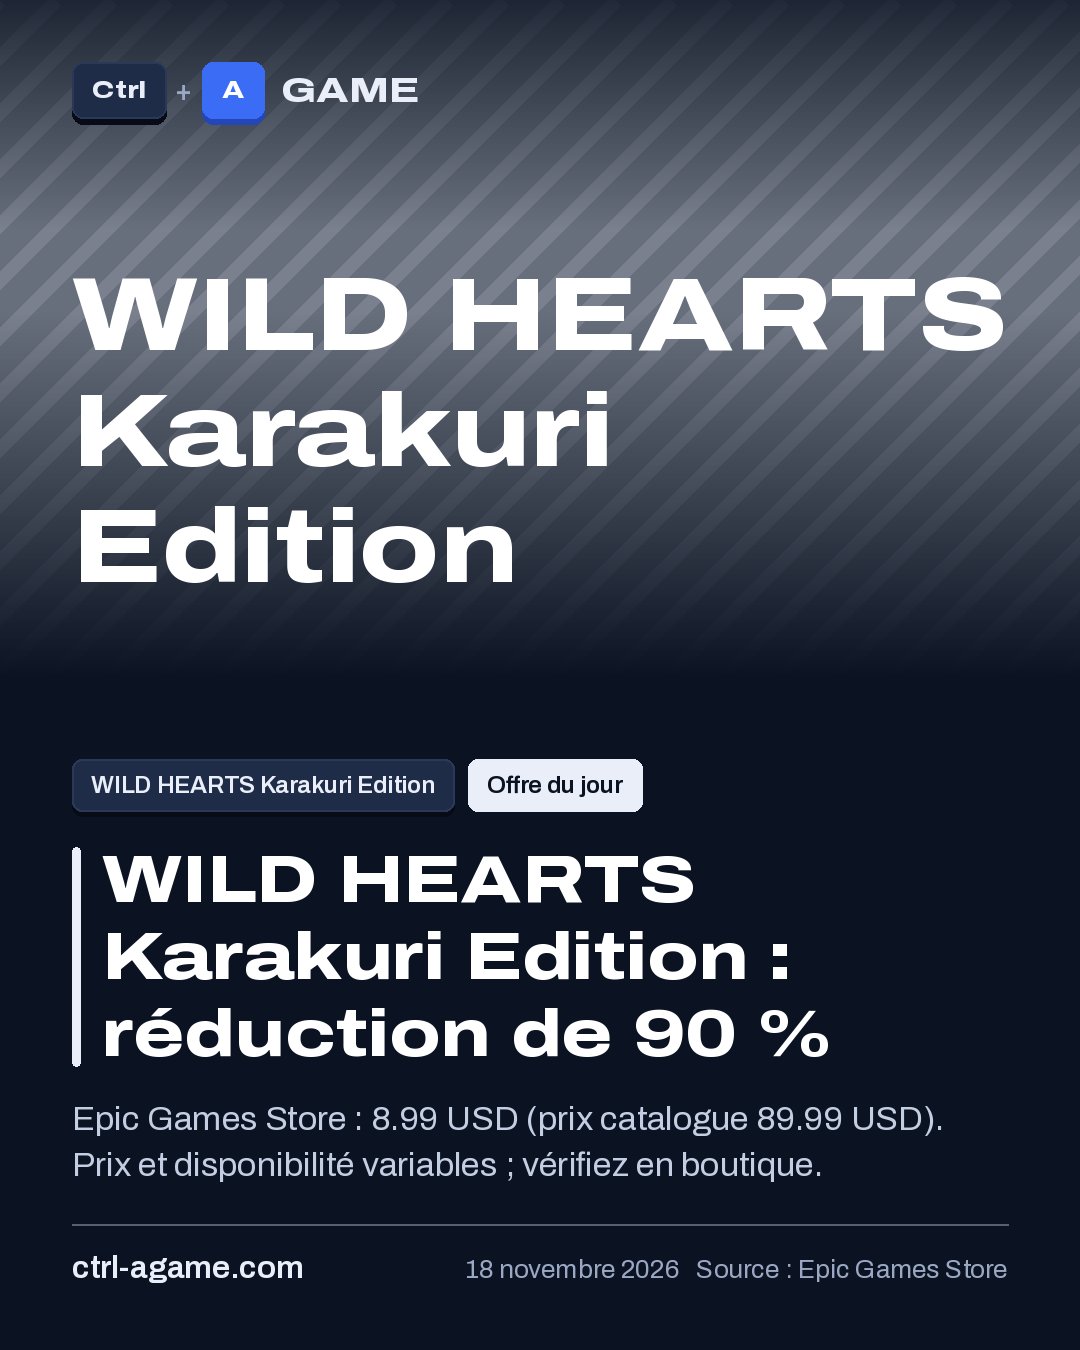 Ctrl + A GAME
WILD HEARTS
Karakuri
Edition
WILD HEARTS Karakuri Edition
Offre du jour
WILD HEARTS
Karakuri Edition :
réduction de 90 %
Epic Games Store : 8.99 USD (prix catalogue 89.99 USD).
Prix et disponibilité variables ; vérifiez en boutique.
ctrl-agame.com
18 novembre 2026 Source : Epic Games Store